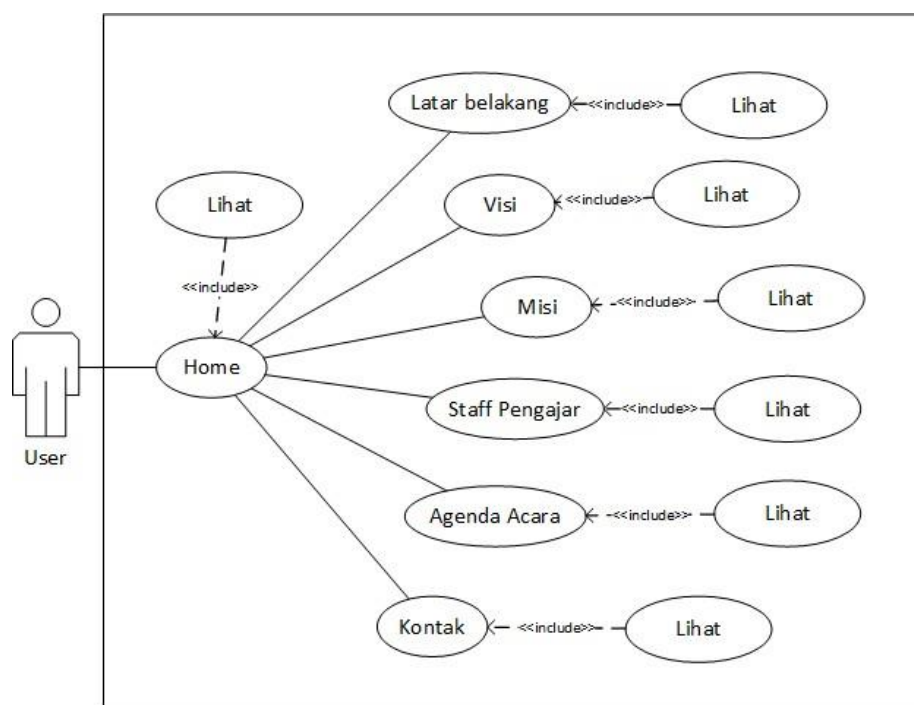 Latar belakang
<<include>>
Lihat
Lihat
<<include>>
Visi
<<include>>
Lihat
Misi
<<include>>
Lihat
Home
User
Staff Pengajar
<<include>>
Lihat
Agenda Acara
<<include>>
Lihat
Kontak
<<include>>
Lihat